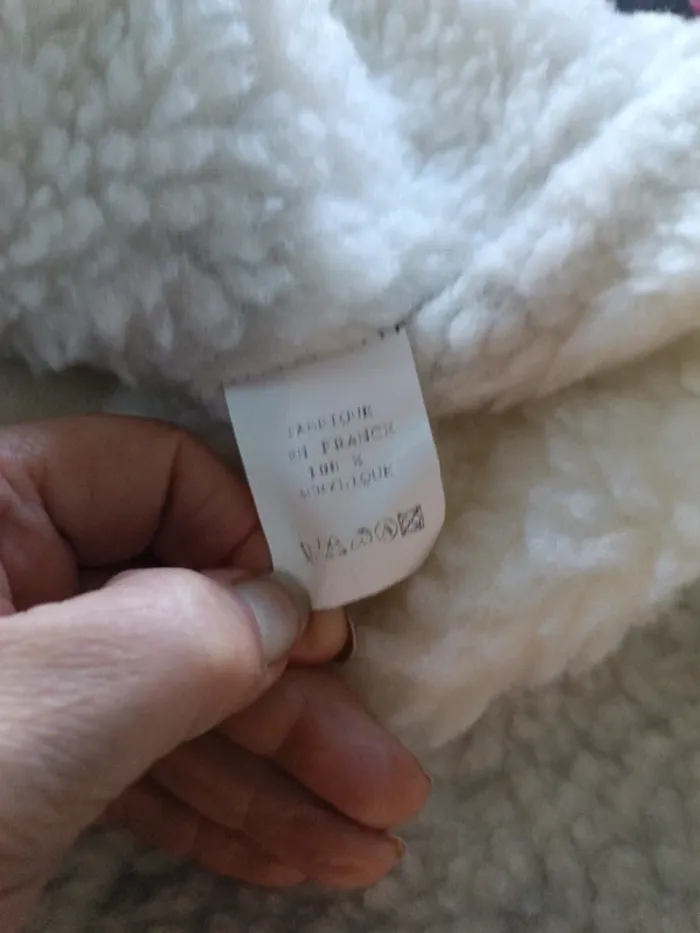 FABRIQUE
EN FRANCE
100 %
ACRYLIQUE